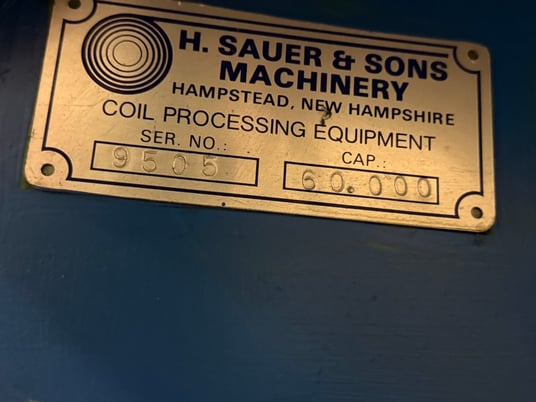 H. SAUER & SONS
MACHINERY
HAMPSTEAD, NEW HAMPSHIRE
COIL PROCESSING EQUIPMENT
SER. NO.: CAP.:
9505 60.000